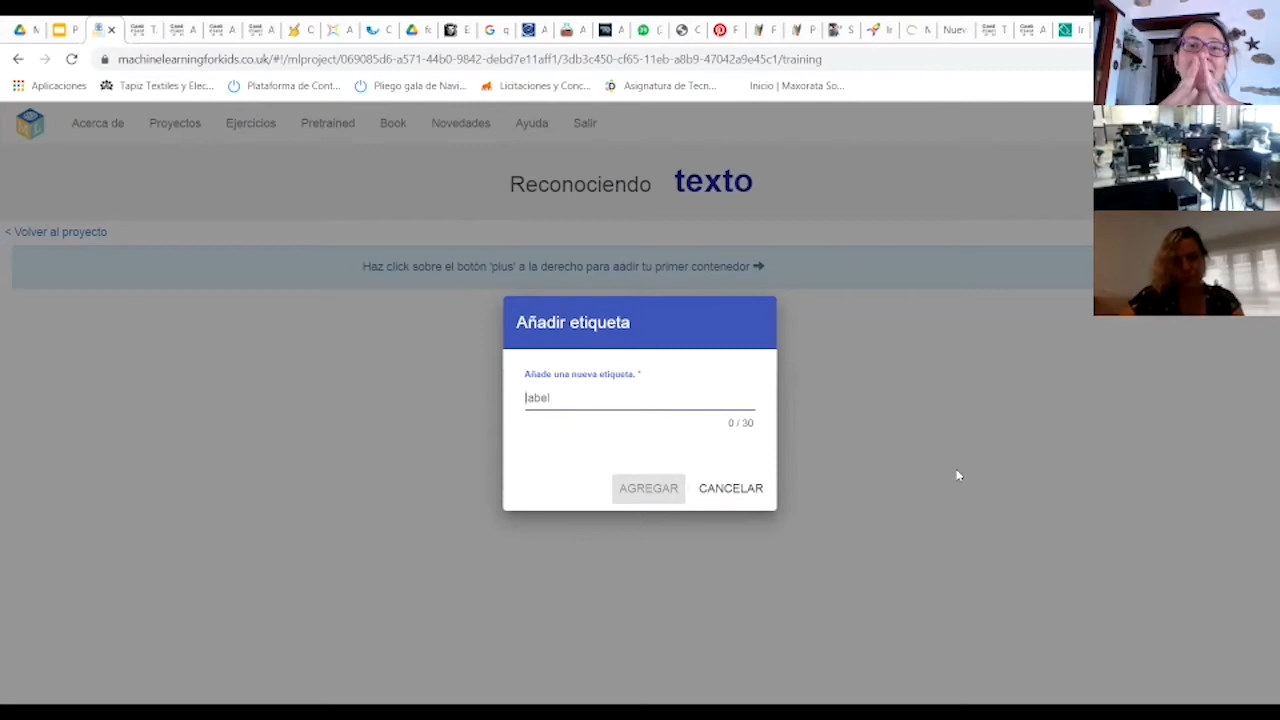 machinelearningforkids.co.uk/#!/mlproject/069085d6-a571-44b0-9842-debd7e11aff1/3db3c450-cf65-11eb-a8b9-47042a9e45c1/training
Aplicaciones Tapiz Textiles y Elec... Plataforma de Cont... Pliego gala de Navi... Licitaciones y Conc... Asignatura de Tecn... Inicio | Maxorata So...
Acerca de Proyectos Ejercicios Pretrained Book Novedades Ayuda Salir
Reconociendo texto
< Volver al proyecto
Haz click sobre el botón 'plus' a la derecho para aadir tu primer contenedor
Añadir etiqueta
Añade una nueva etiqueta. *
label
0 / 30
AGREGAR CANCELAR